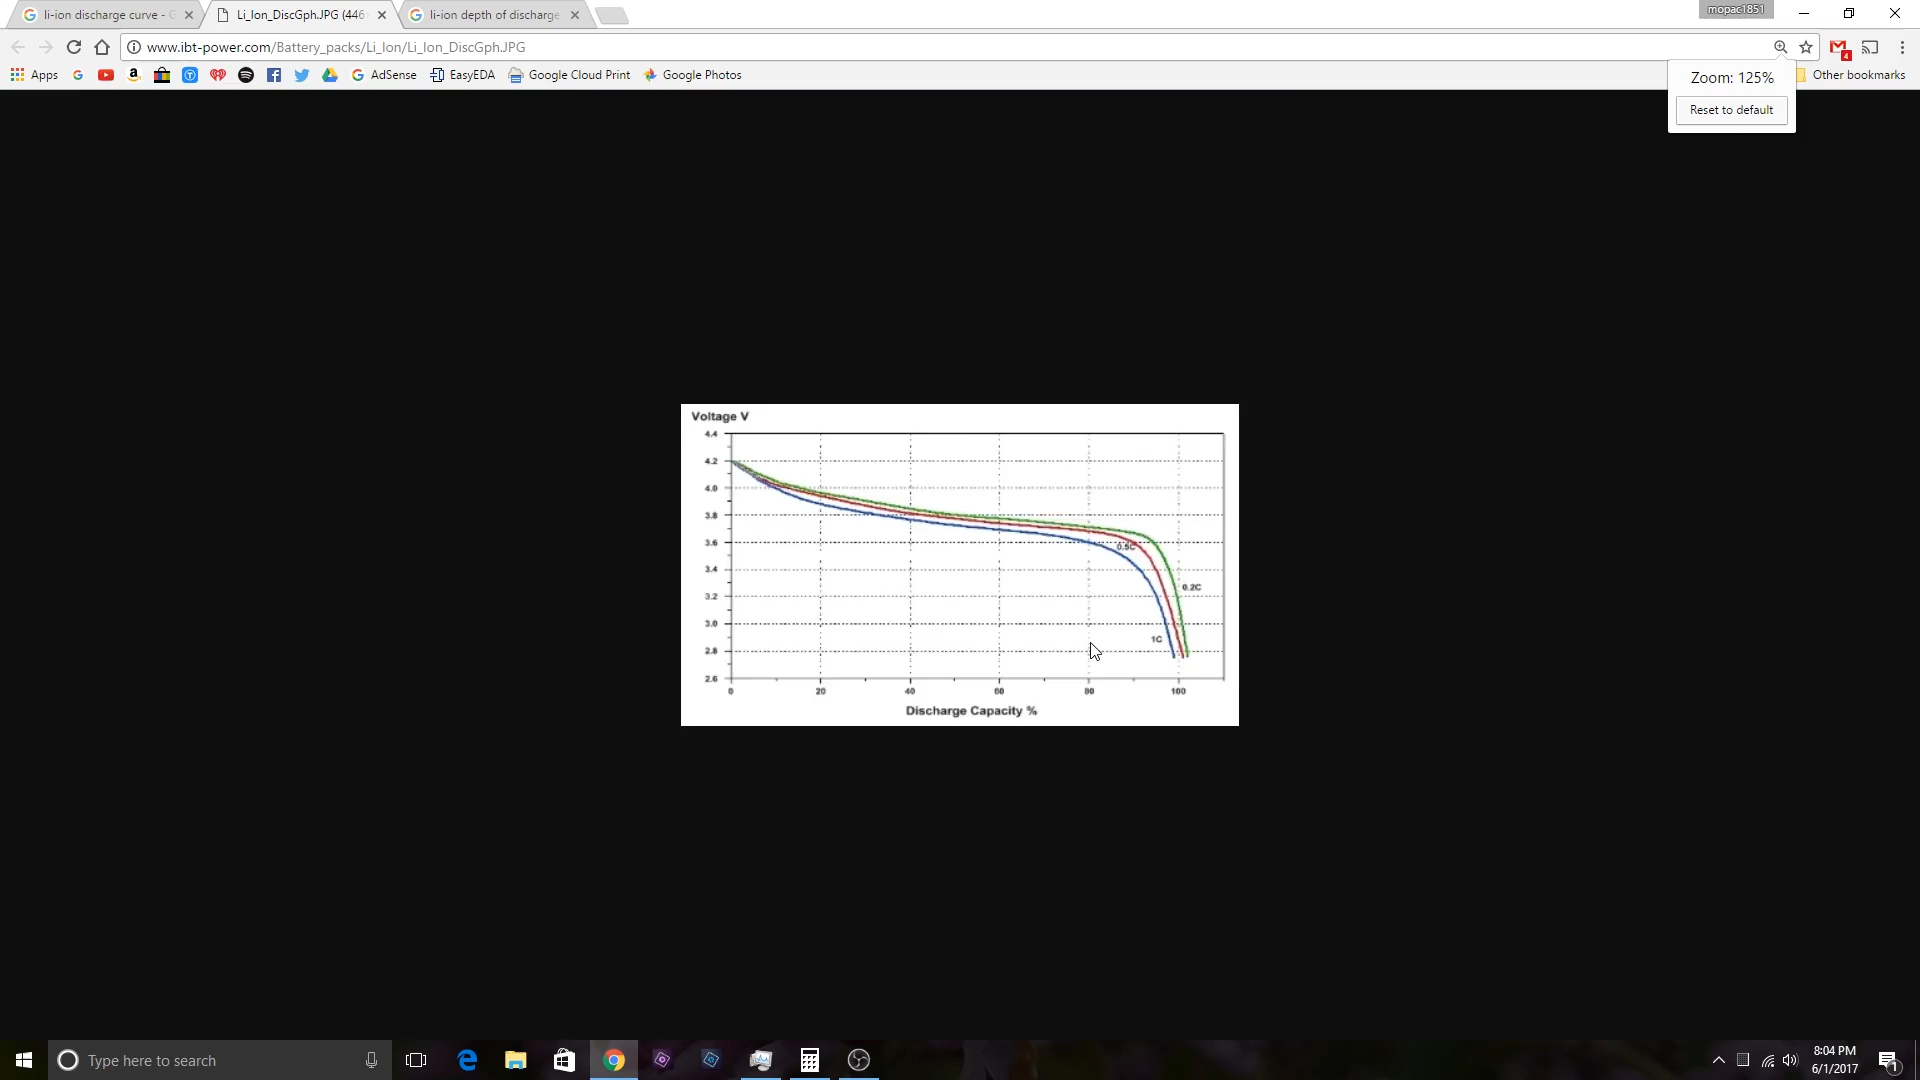 li-ion discharge curve - G
Li_Ion_DiscGph.JPG (446
li-ion depth of discharge
mopac1851
www.ibt-power.com/Battery_packs/Li_Ion/Li_Ion_DiscGph.JPG
4
Apps
AdSense
EasyEDA
Google Cloud Print
Google Photos
Other bookmarks
Zoom: 125%
Reset to default
Voltage V
4.4
4.2
4.0
3.8
3.6
3.4
3.2
3.0
2.8
2.6
0.5C
0.2C
1C
0 20 40 60 80 100
Discharge Capacity %
Type here to search
8:04 PM
6/1/2017
1